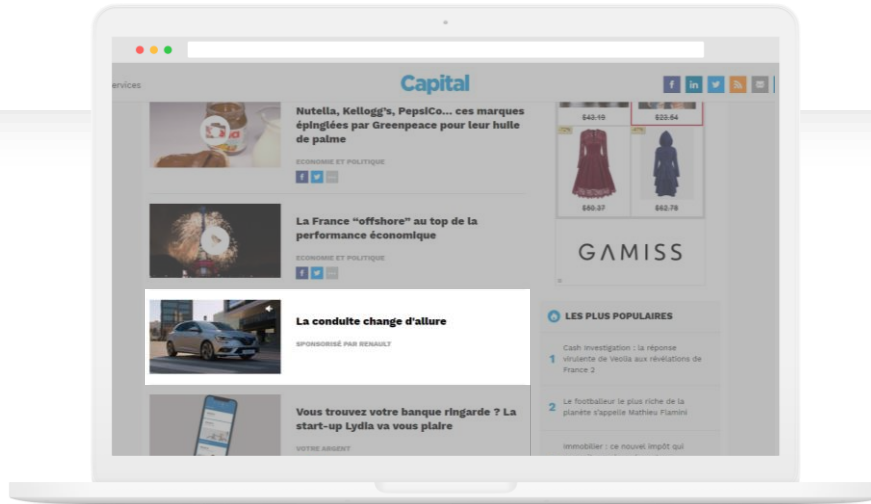 ervices
Capital
Nutella, Kellogg's, PepsiCo... ces marques
épinglées par Greenpeace pour leur huile
de palme
ECONOMIE ET POLITIQUE
La France “offshore” au top de la
performance économique
ECONOMIE ET POLITIQUE
La conduite change d'allure
SPONSORISÉ PAR RENAULT
Vous trouvez votre banque ringarde ? La
start-up Lydia va vous plaire
VOTRE ARGENT
$43.19 $23.54
$50.37 $62.78
GAMISS
LES PLUS POPULAIRES
1 Cash Investigation : la réponse
virulente de Veolia aux révélations de
France 2
2 Le footballeur le plus riche de la
planète s'appelle Mathieu Flamini
Immobilier : ce nouvel impôt qui